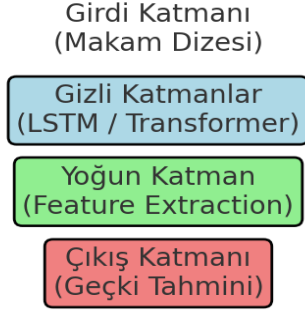 Girdi Katmanı
(Makam Dizesi)
Gizli Katmanlar
(LSTM / Transformer)
Yoğun Katman
(Feature Extraction)
Çıkış Katmanı
(Geçki Tahmini)